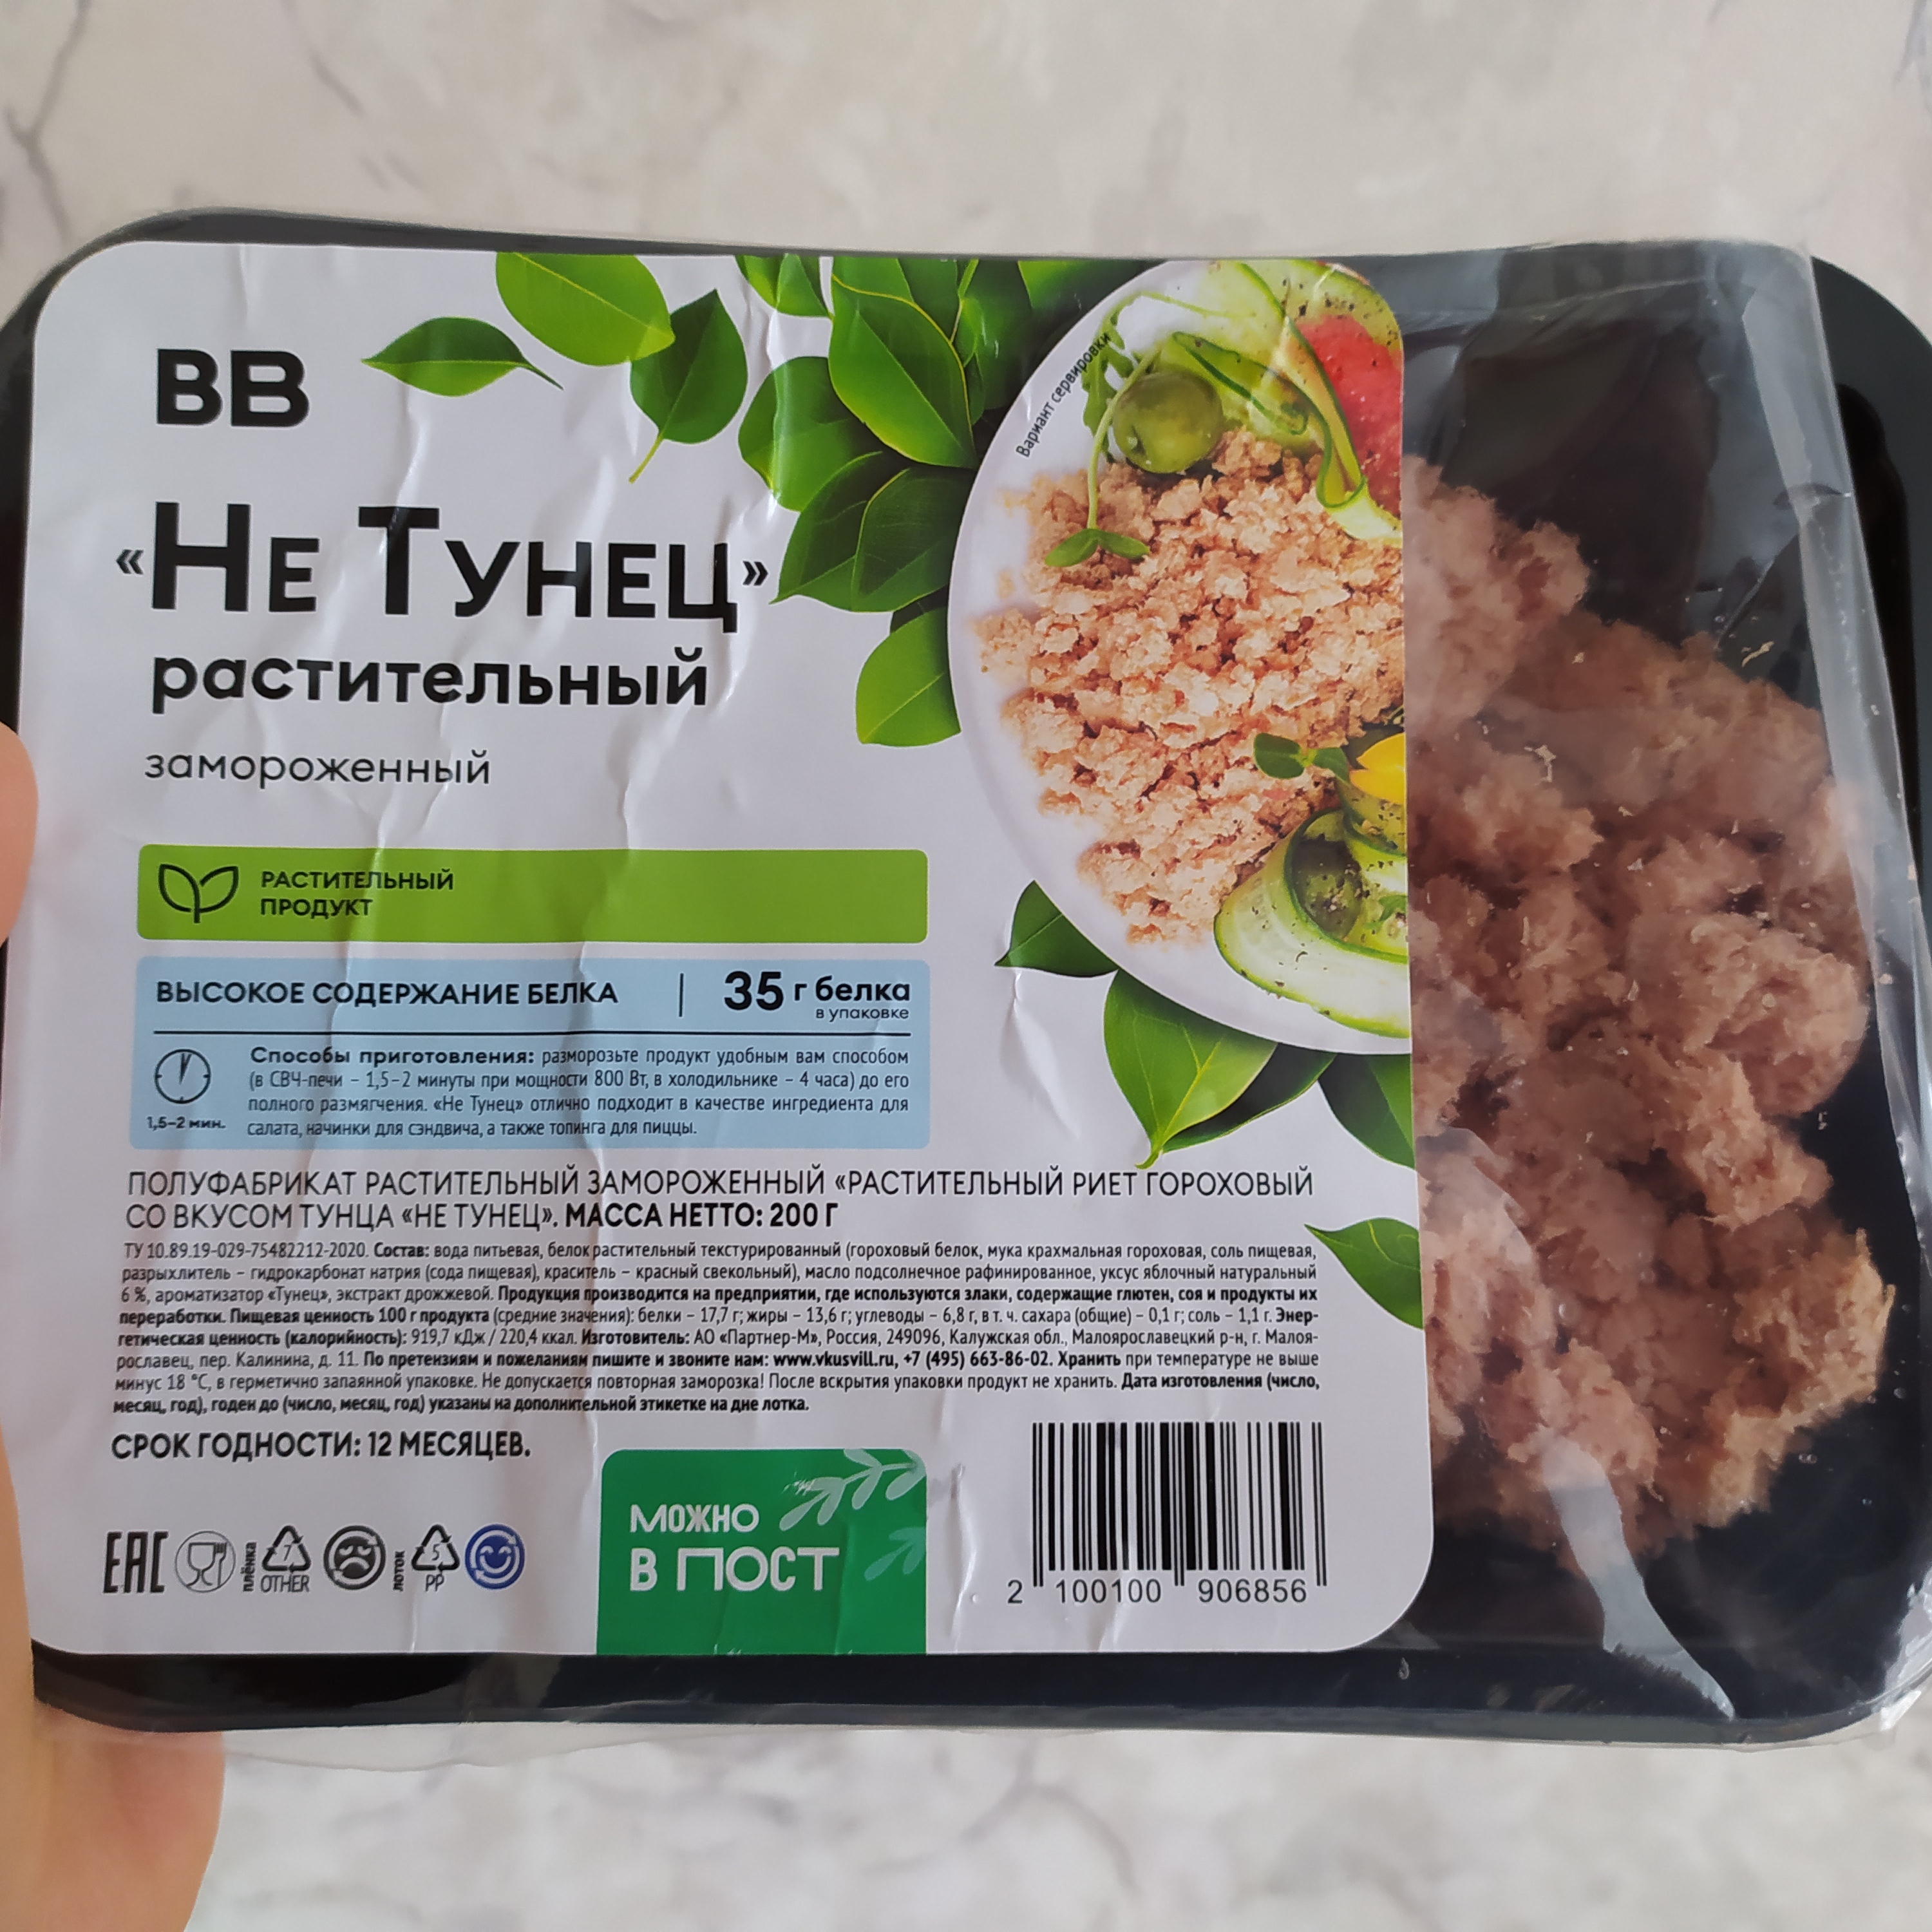 ВВ
Вариант сервировки
«Не Тунец»
растительный
замороженный
РАСТИТЕЛЬНЫЙ
ПРОДУКТ
ВЫСОКОЕ СОДЕРЖАНИЕ БЕЛКА | 35 г белка
в упаковке
Способы приготовления: разморозьте продукт удобным вам способом
(в СВЧ-печи – 1,5–2 минуты при мощности 800 Вт, в холодильнике – 4 часа) до его
полного размягчения. «Не Тунец» отлично подходит в качестве ингредиента для
салата, начинки для сэндвича, а также топинга для пиццы.
1,5–2 мин.
ПОЛУФАБРИКАТ РАСТИТЕЛЬНЫЙ ЗАМОРОЖЕННЫЙ «РАСТИТЕЛЬНЫЙ РИЕТ ГОРОХОВЫЙ
СО ВКУСОМ ТУНЦА «НЕ ТУНЕЦ». МАССА НЕТТО: 200 Г
ТУ 10.89.19-029-75482212-2020. Состав: вода питьевая, белок растительный текстурированный (гороховый белок, мука крахмальная гороховая, соль пищевая,
разрыхлитель – гидрокарбонат натрия (сода пищевая), краситель – красный свекольный), масло подсолнечное рафинированное, уксус яблочный натуральный
6 %, ароматизатор «Тунец», экстракт дрожжевой. Продукция производится на предприятии, где используются злаки, содержащие глютен, соя и продукты их
переработки. Пищевая ценность 100 г продукта (средние значения): белки – 17,7 г; жиры – 13,6 г; углеводы – 6,8 г, в т. ч. сахара (общие) – 0,1 г; соль – 1,1 г. Энер-
гетическая ценность (калорийность): 919,7 кДж / 220,4 ккал. Изготовитель: АО «Партнер-М», Россия, 249096, Калужская обл., Малоярославецкий р-н, г. Малоя-
рославец, пер. Калинина, д. 11. По претензиям и пожеланиям пишите и звоните нам: www.vkusvill.ru, +7 (495) 663-86-02. Хранить при температуре не выше
минус 18 °С, в герметично запаянной упаковке. Не допускается повторная заморозка! После вскрытия упаковки продукт не хранить. Дата изготовления (число,
месяц, год), годен до (число, месяц, год) указаны на дополнительной этикетке на дне лотка.
СРОК ГОДНОСТИ: 12 МЕСЯЦЕВ.
EAC
плёнка
7
OTHER
лоток
5
PP
МОЖНО
В ПОСТ
2 100100 906856